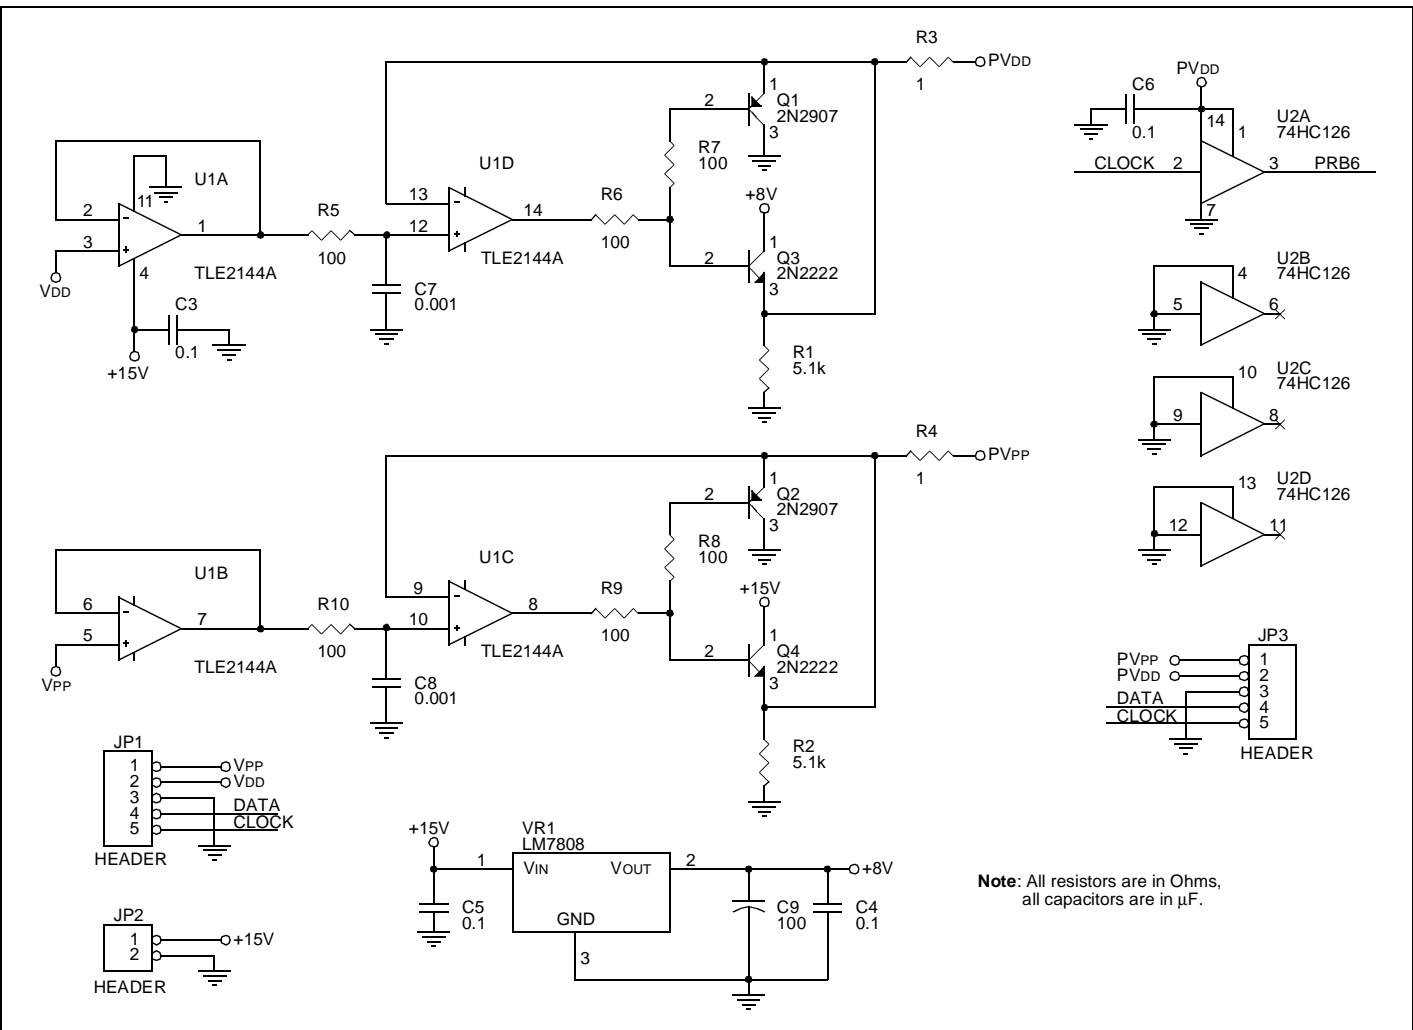 R3
PVDD
1
1
2
Q1
2N2907
3
R7
100
U1D
13
12
14
TLE2144A
R6
100
+8V
1
2
Q3
2N2222
3
R1
5.1k
U1A
11
2
3
1
4
VDD
TLE2144A
R5
100
C7
0.001
C3
0.1
+15V
PVDD
C6
0.1
14
1
U2A
74HC126
CLOCK
2
3
PRB6
7
U2B
74HC126
4
5
6
U2C
74HC126
10
9
8
U2D
74HC126
13
12
11
R4
PVPP
1
1
2
Q2
2N2907
3
R8
100
U1C
9
10
8
TLE2144A
R9
100
+15V
1
2
Q4
2N2222
3
R2
5.1k
U1B
6
5
7
VPP
TLE2144A
R10
100
C8
0.001
JP3
PVPP
1
PVDD
2
3
DATA
4
CLOCK
5
HEADER
JP1
1
VPP
2
VDD
3
4
DATA
5
CLOCK
HEADER
JP2
1
+15V
2
HEADER
+15V
VR1
LM7808
1
VIN
VOUT
2
GND
3
C5
0.1
C9
100
C4
0.1
+8V
Note: All resistors are in Ohms,
all capacitors are in µF.